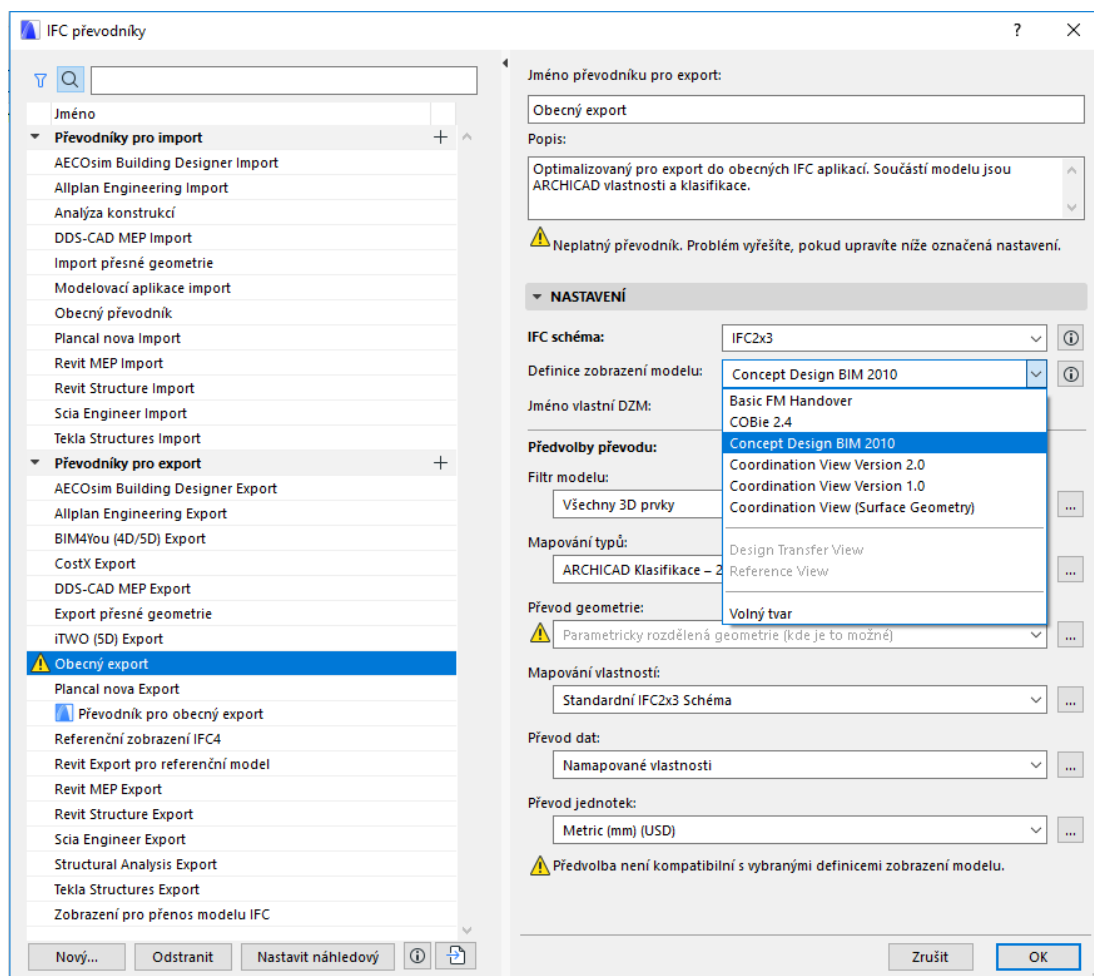 IFC převodníky
?
Jméno
Převodníky pro import
AECOsim Building Designer Import
Allplan Engineering Import
Analýza konstrukcí
DDS-CAD MEP Import
Import přesné geometrie
Modelovací aplikace import
Obecný převodník
Plancal nova Import
Revit MEP Import
Revit Structure Import
Scia Engineer Import
Tekla Structures Import
Převodníky pro export
AECOsim Building Designer Export
Allplan Engineering Export
BIM4You (4D/5D) Export
CostX Export
DDS-CAD MEP Export
Export přesné geometrie
iTWO (5D) Export
Obecný export
Plancal nova Export
Převodník pro obecný export
Referenční zobrazení IFC4
Revit Export pro referenční model
Revit MEP Export
Revit Structure Export
Scia Engineer Export
Structural Analysis Export
Tekla Structures Export
Zobrazení pro přenos modelu IFC
Nový...
Odstranit
Nastavit náhledový
Jméno převodníku pro export:
Obecný export
Popis:
Optimalizovaný pro export do obecných IFC aplikací. Součástí modelu jsou
ARCHICAD vlastnosti a klasifikace.
Neplatný převodník. Problém vyřešíte, pokud upravíte níže označená nastavení.
NASTAVENÍ
IFC schéma:
IFC2x3
Definice zobrazení modelu:
Concept Design BIM 2010
Jméno vlastní DZM:
Basic FM Handover
COBie 2.4
Concept Design BIM 2010
Coordination View Version 2.0
Coordination View Version 1.0
Coordination View (Surface Geometry)
Design Transfer View
Reference View
Volný tvar
Předvolby převodu:
Filtr modelu:
Všechny 3D prvky
...
Mapování typů:
ARCHICAD Klasifikace – 2
...
Převod geometrie:
Parametricky rozdělená geometrie (kde je to možné)
...
Mapování vlastností:
Standardní IFC2x3 Schéma
...
Převod dat:
Namapované vlastnosti
...
Převod jednotek:
Metric (mm) (USD)
...
Předvolba není kompatibilní s vybranými definicemi zobrazení modelu.
Zrušit
OK